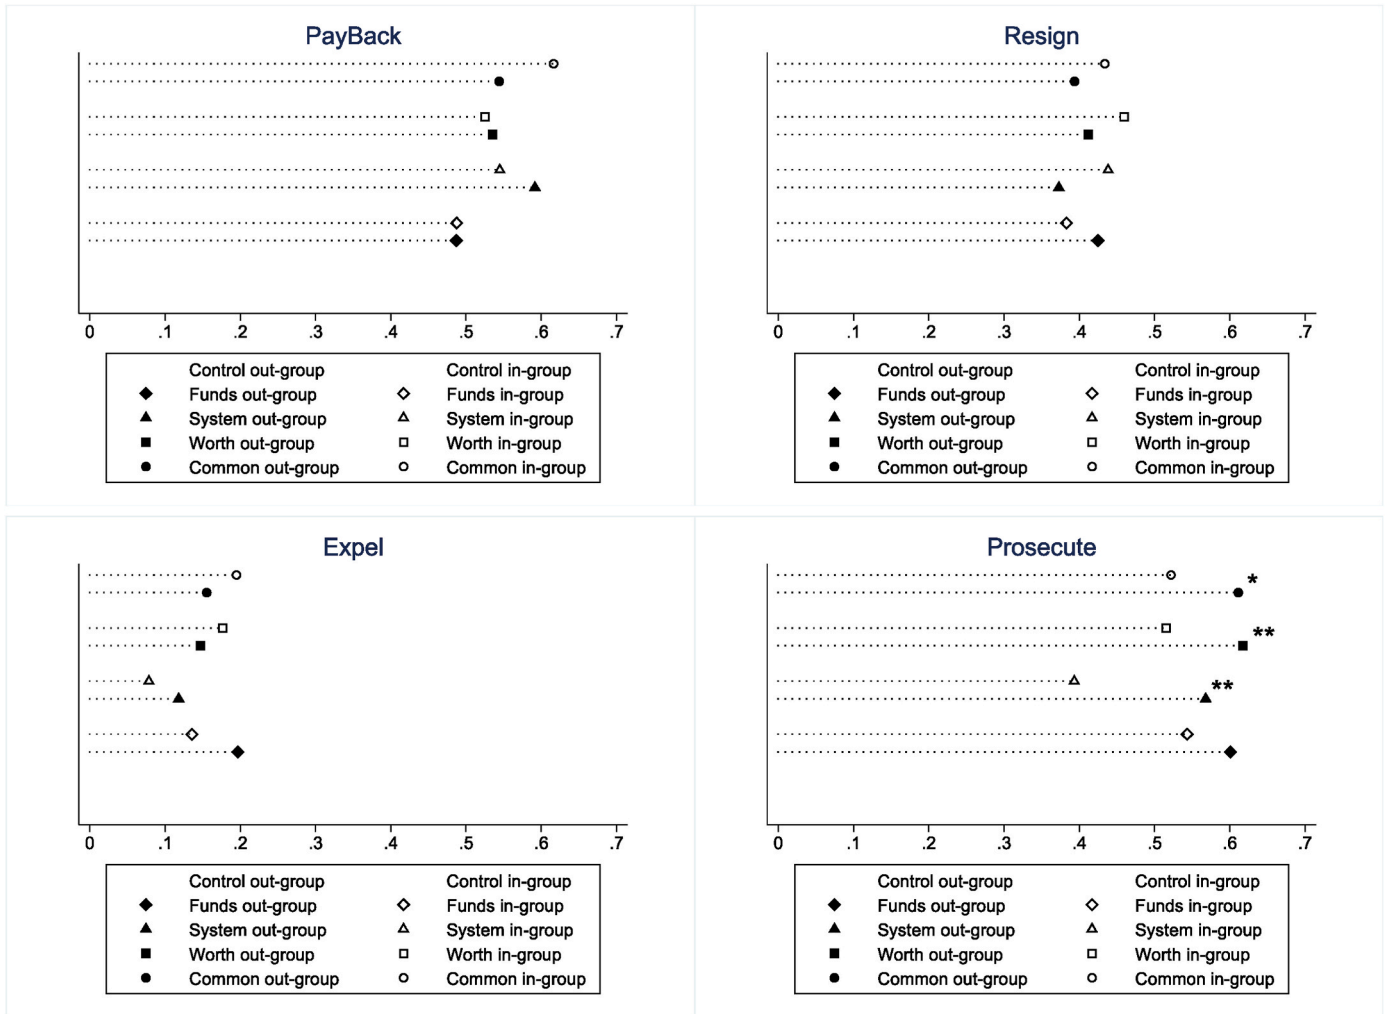 PayBack
0 .1 .2 .3 .4 .5 .6 .7
Control out-group Control in-group
Funds out-group Funds in-group
System out-group System in-group
Worth out-group Worth in-group
Common out-group Common in-group
Resign
0 .1 .2 .3 .4 .5 .6 .7
Control out-group Control in-group
Funds out-group Funds in-group
System out-group System in-group
Worth out-group Worth in-group
Common out-group Common in-group
Expel
0 .1 .2 .3 .4 .5 .6 .7
Control out-group Control in-group
Funds out-group Funds in-group
System out-group System in-group
Worth out-group Worth in-group
Common out-group Common in-group
Prosecute
*
**
**
0 .1 .2 .3 .4 .5 .6 .7
Control out-group Control in-group
Funds out-group Funds in-group
System out-group System in-group
Worth out-group Worth in-group
Common out-group Common in-group